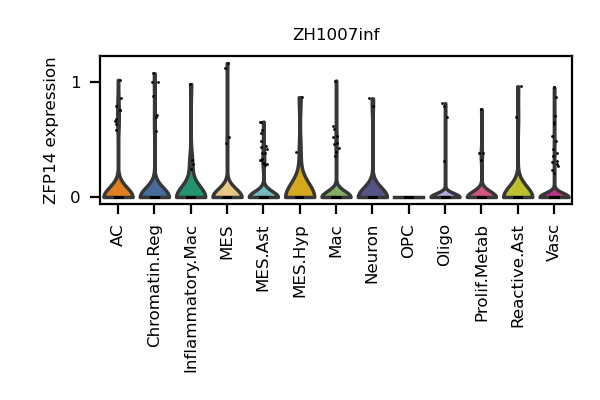 ZH1007inf
ZFP14 expression
1
0
AC
Chromatin.Reg
Inflammatory.Mac
MES
MES.Ast
MES.Hyp
Mac
Neuron
OPC
Oligo
Prolif.Metab
Reactive.Ast
Vasc